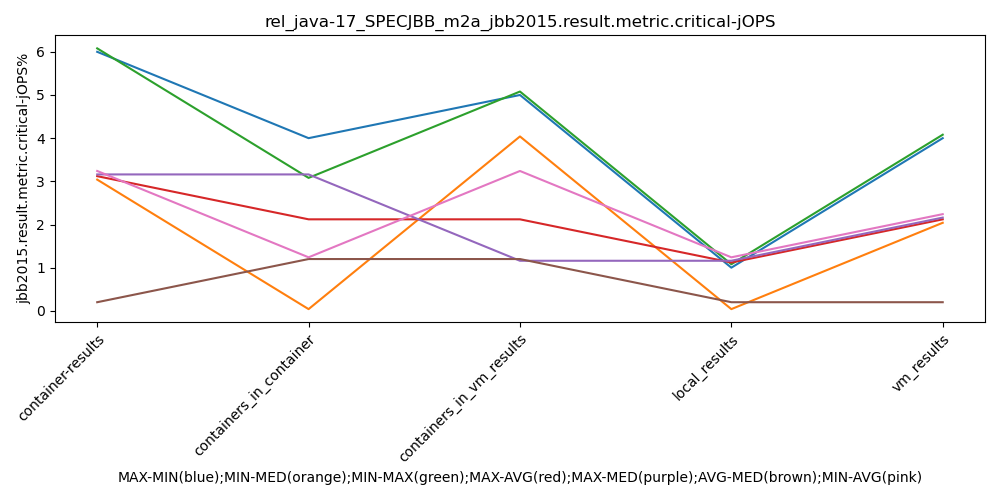 rel_java-17_SPECJBB_m2a_jbb2015.result.metric.critical-jOPS
jbb2015.result.metric.critical-jOPS%
6
5
4
3
2
1
0
container-results
containers_in_container
containers_in_vm_results
local_results
vm_results
MAX-MIN(blue);MIN-MED(orange);MIN-MAX(green);MAX-AVG(red);MAX-MED(purple);AVG-MED(brown);MIN-AVG(pink)